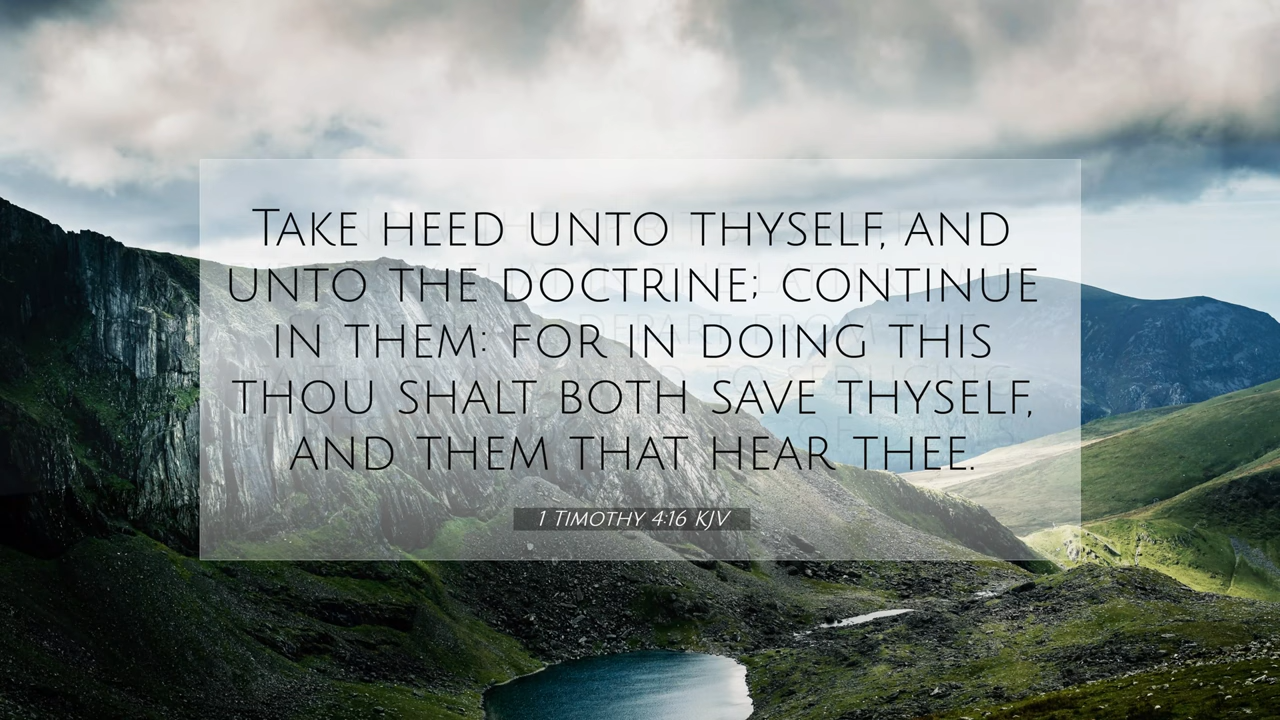 Take heed unto thyself, and
unto the doctrine; continue
in them: for in doing this
thou shalt both save thyself,
and them that hear thee.
1 Timothy 4:16 KJV